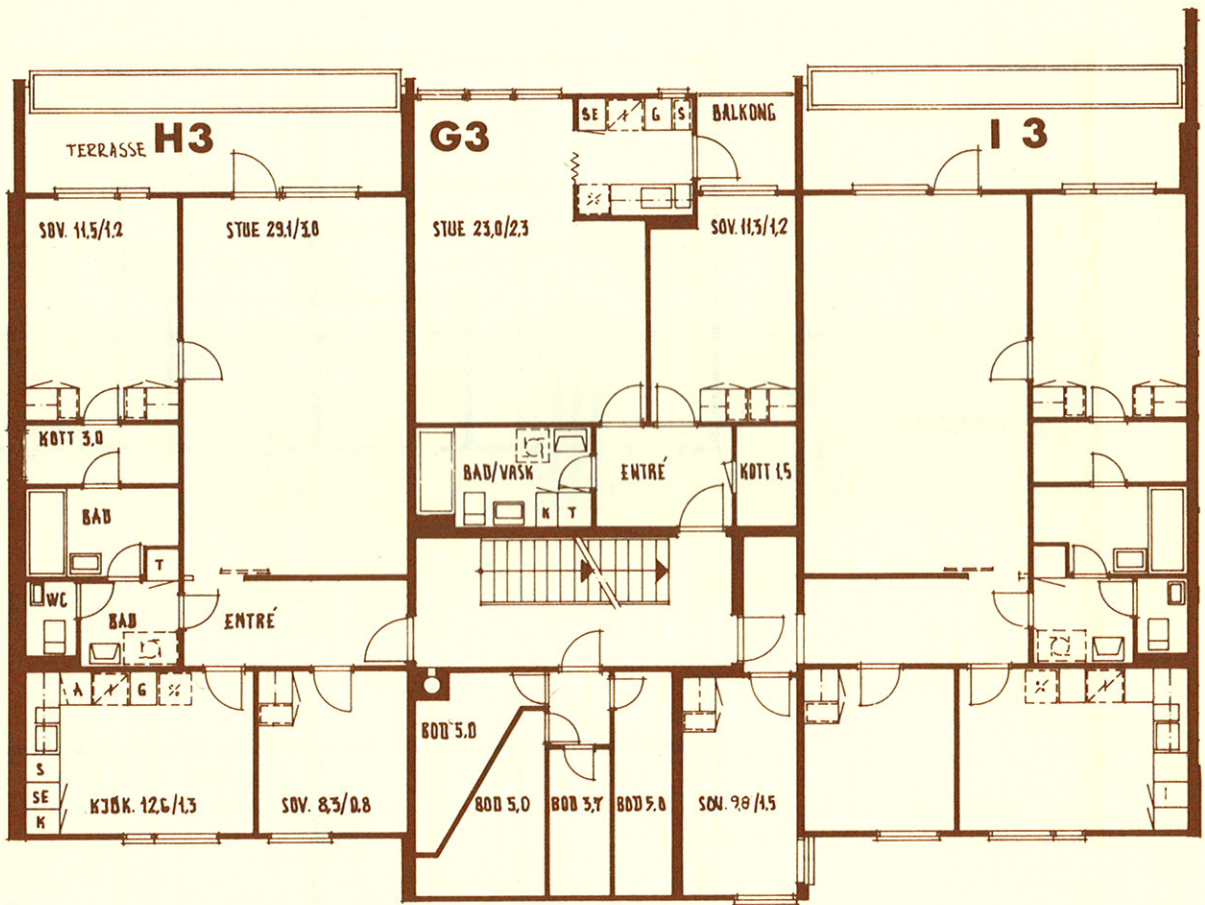 H3
G3
I 3
TERRASSE
BALKONG
SE
G
S
SOV. 11,5/1,2
STUE 29,1/3,0
STUE 23,0/2,3
SOV. 11,3/1,2
KOTT 3,0
BAD/VASK
ENTRÉ
KOTT 1,5
K T
BAD
T
WC
BAD
ENTRÉ
A
G
S
SE
K
KJØK. 12,6/1,3
SOV. 8,3/0,8
BOD 5,0
BOD 5,0
BOD 3,7
BOD 5,0
SOV. 9,8/1,5